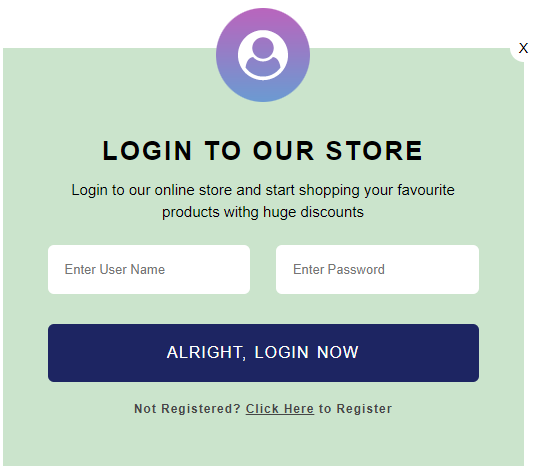 X
LOGIN TO OUR STORE
Login to our online store and start shopping your favourite
products withg huge discounts
Enter User Name
Enter Password
ALRIGHT, LOGIN NOW
Not Registered? Click Here to Register